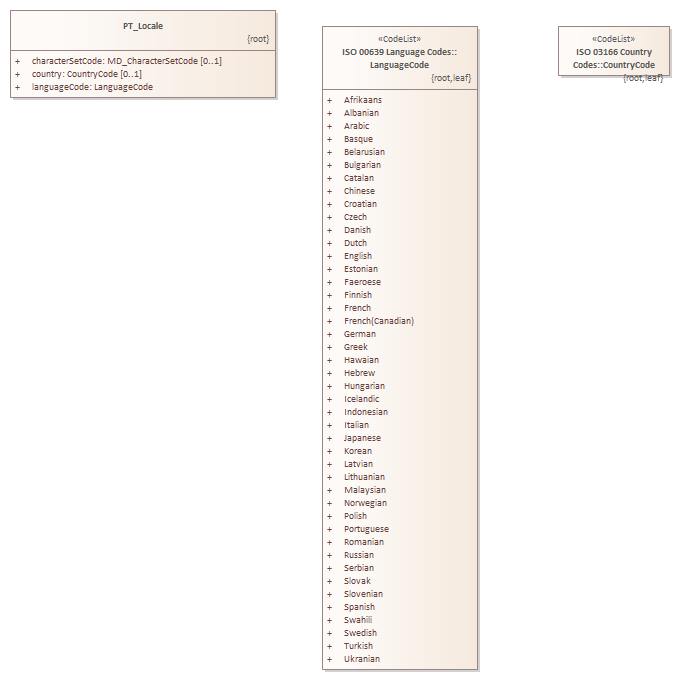 PT_Locale
{root}
+ characterSetCode: MD_CharacterSetCode [0..1]
+ country: CountryCode [0..1]
+ languageCode: LanguageCode
«CodeList»
ISO 00639 Language Codes::
LanguageCode
{root,leaf}
+ Afrikaans
+ Albanian
+ Arabic
+ Basque
+ Belarusian
+ Bulgarian
+ Catalan
+ Chinese
+ Croatian
+ Czech
+ Danish
+ Dutch
+ English
+ Estonian
+ Faeroese
+ Finnish
+ French
+ French(Canadian)
+ German
+ Greek
+ Hawaian
+ Hebrew
+ Hungarian
+ Icelandic
+ Indonesian
+ Italian
+ Japanese
+ Korean
+ Latvian
+ Lithuanian
+ Malaysian
+ Norwegian
+ Polish
+ Portuguese
+ Romanian
+ Russian
+ Serbian
+ Slovak
+ Slovenian
+ Spanish
+ Swahili
+ Swedish
+ Turkish
+ Ukranian
«CodeList»
ISO 03166 Country
Codes::CountryCode
{root,leaf}